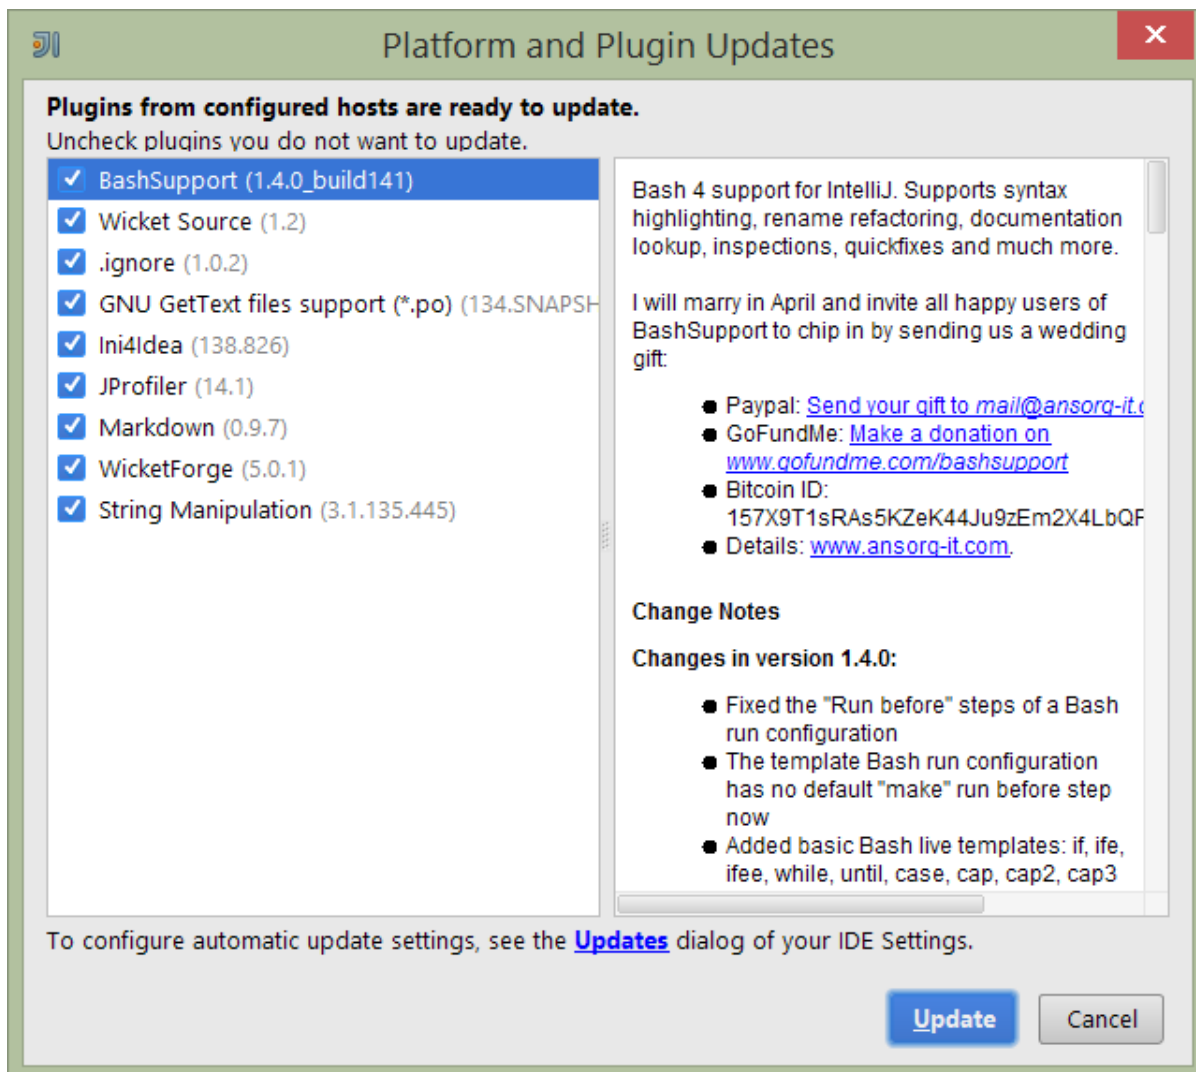 Platform and Plugin Updates
Plugins from configured hosts are ready to update.
Uncheck plugins you do not want to update.
BashSupport (1.4.0_build141)
Wicket Source (1.2)
.ignore (1.0.2)
GNU GetText files support (*.po) (134.SNAPSH
Ini4Idea (138.826)
JProfiler (14.1)
Markdown (0.9.7)
WicketForge (5.0.1)
String Manipulation (3.1.135.445)
Bash 4 support for IntelliJ. Supports syntax
highlighting, rename refactoring, documentation
lookup, inspections, quickfixes and much more.
I will marry in April and invite all happy users of
BashSupport to chip in by sending us a wedding
gift:
Paypal: Send your gift to mail@ansorg-it.c
GoFundMe: Make a donation on
www.gofundme.com/bashsupport
Bitcoin ID:
157X9T1sRAs5KZeK44Ju9zEm2X4LbQF
Details: www.ansorg-it.com.
Change Notes
Changes in version 1.4.0:
Fixed the "Run before" steps of a Bash
run configuration
The template Bash run configuration
has no default "make" run before step
now
Added basic Bash live templates: if, ife,
ifee, while, until, case, cap, cap2, cap3
To configure automatic update settings, see the Updates dialog of your IDE Settings.
Update
Cancel